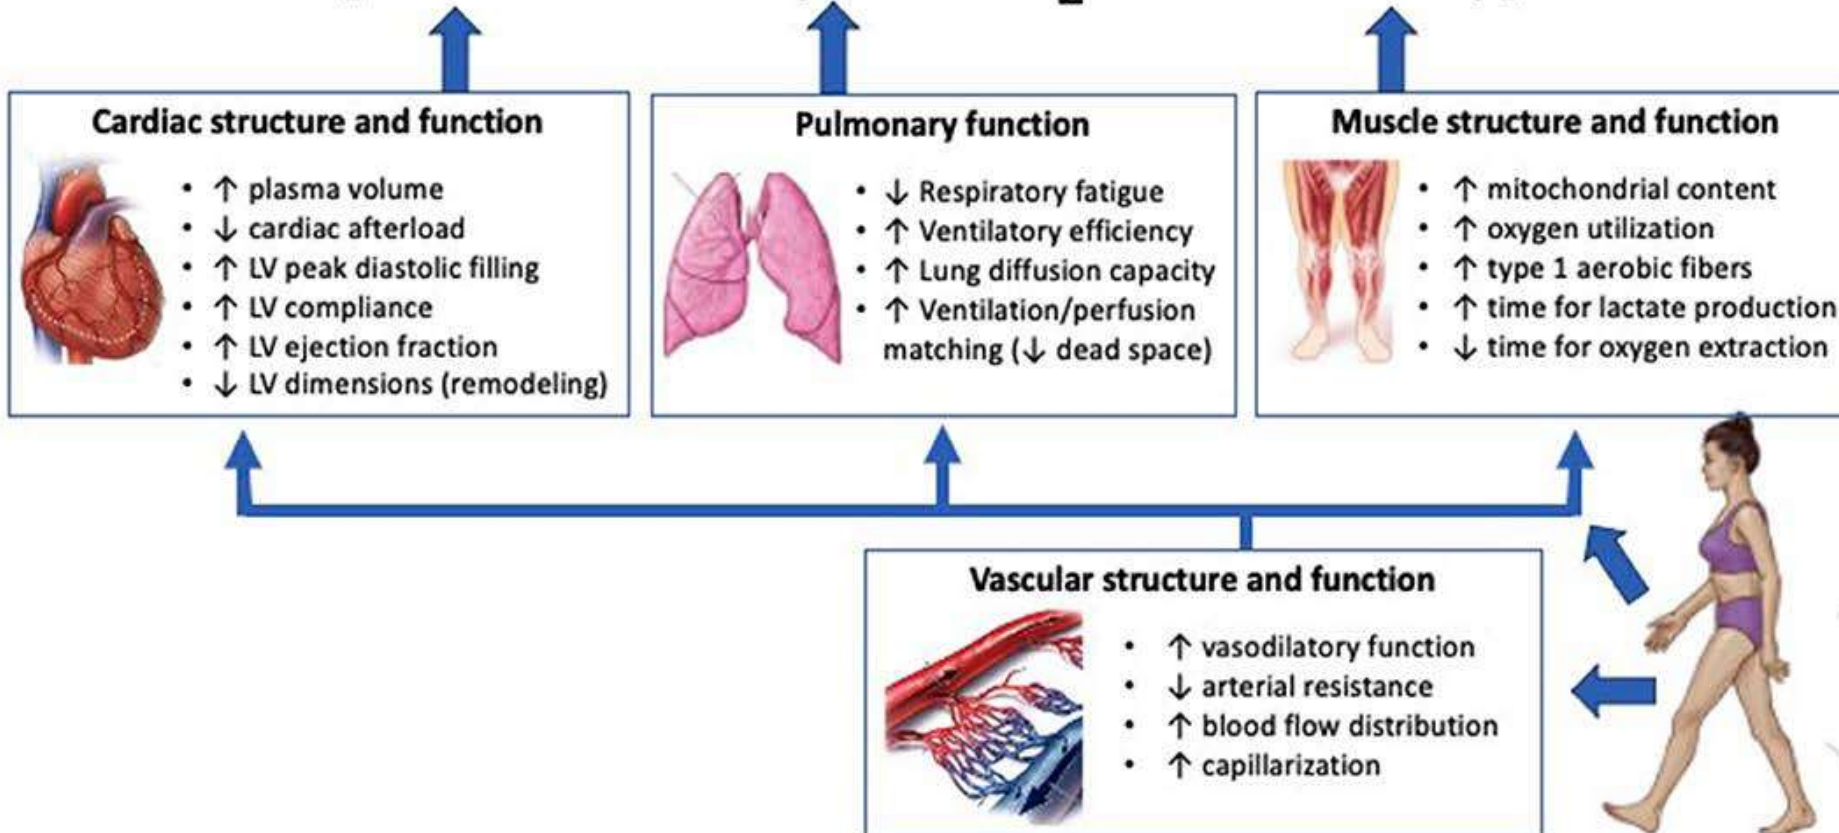 Cardiac structure and function
• ↑ plasma volume
• ↓ cardiac afterload
• ↑ LV peak diastolic filling
• ↑ LV compliance
• ↑ LV ejection fraction
• ↓ LV dimensions (remodeling)
Pulmonary function
• ↓ Respiratory fatigue
• ↑ Ventilatory efficiency
• ↑ Lung diffusion capacity
• ↑ Ventilation/perfusion
matching (↓ dead space)
Muscle structure and function
• ↑ mitochondrial content
• ↑ oxygen utilization
• ↑ type 1 aerobic fibers
• ↑ time for lactate production
• ↓ time for oxygen extraction
Vascular structure and function
• ↑ vasodilatory function
• ↓ arterial resistance
• ↑ blood flow distribution
• ↑ capillarization